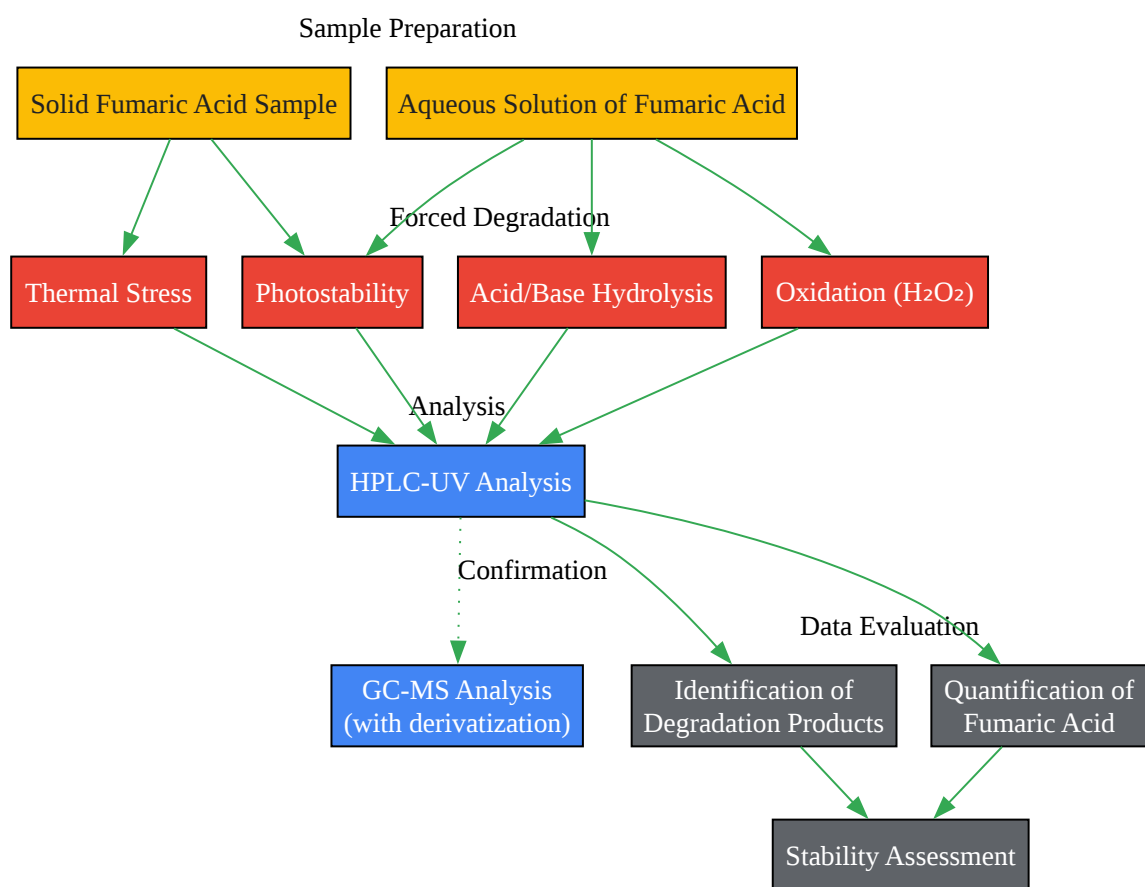 Sample Preparation
Solid Fumaric Acid Sample
Aqueous Solution of Fumaric Acid
Forced Degradation
Thermal Stress
Photostability
Acid/Base Hydrolysis
Oxidation (H₂O₂)
Analysis
HPLC-UV Analysis
Confirmation
Data Evaluation
GC-MS Analysis
(with derivatization)
Identification of
Degradation Products
Quantification of
Fumaric Acid
Stability Assessment